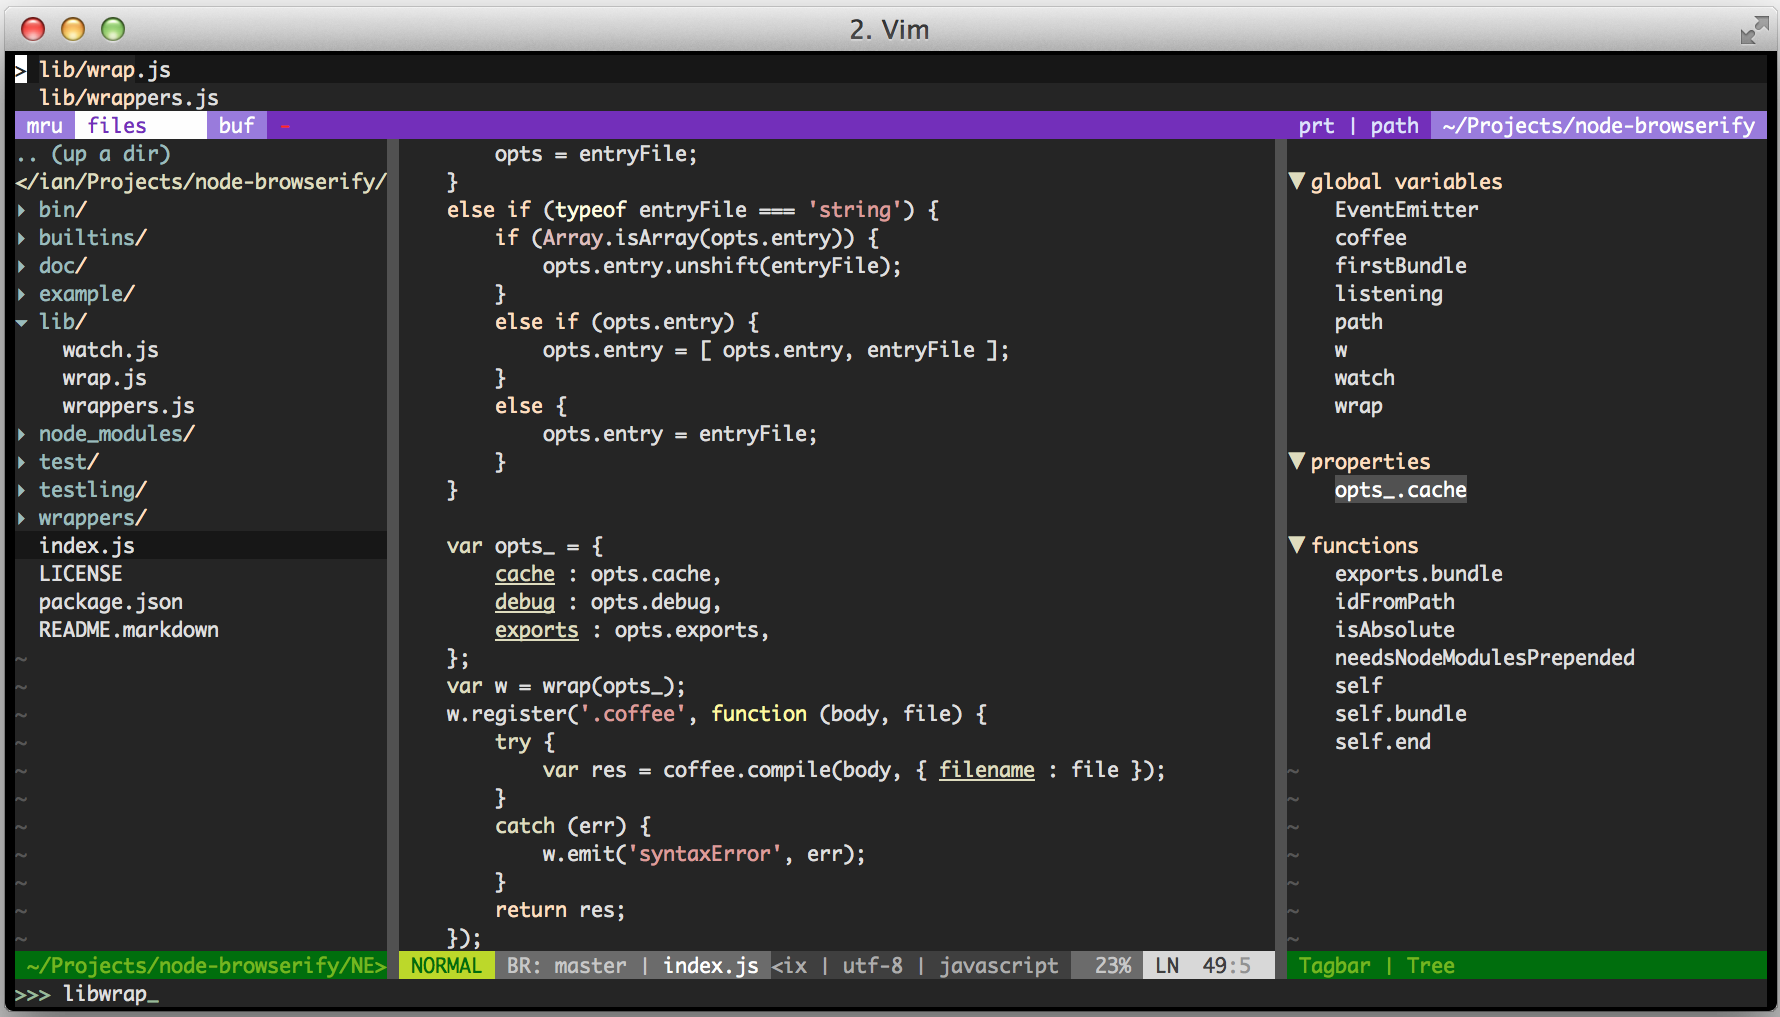 2. Vim
> lib/wrap.js
lib/wrappers.js
mru files buf - prt | path ~/Projects/node-browserify
.. (up a dir)
</ian/Projects/node-browserify/
▸ bin/
▸ builtins/
▸ doc/
▸ example/
▾ lib/
watch.js
wrap.js
wrappers.js
▸ node_modules/
▸ test/
▸ testling/
▸ wrappers/
index.js
LICENSE
package.json
README.markdown
~
~
~
~
~
~
~
~
~
~
~
~/Projects/node-browserify/NE>
opts = entryFile;
}
else if (typeof entryFile === 'string') {
if (Array.isArray(opts.entry)) {
opts.entry.unshift(entryFile);
}
else if (opts.entry) {
opts.entry = [ opts.entry, entryFile ];
}
else {
opts.entry = entryFile;
}
}
var opts_ = {
cache : opts.cache,
debug : opts.debug,
exports : opts.exports,
};
var w = wrap(opts_);
w.register('.coffee', function (body, file) {
try {
var res = coffee.compile(body, { filename : file });
}
catch (err) {
w.emit('syntaxError', err);
}
return res;
});
NORMAL BR: master | index.js <ix | utf-8 | javascript 23% LN 49:5
▼ global variables
EventEmitter
coffee
firstBundle
listening
path
w
watch
wrap
▼ properties
opts_.cache
▼ functions
exports.bundle
idFromPath
isAbsolute
needsNodeModulesPrepended
self
self.bundle
self.end
~
~
~
~
~
~
~
Tagbar | Tree
>>> libwrap_